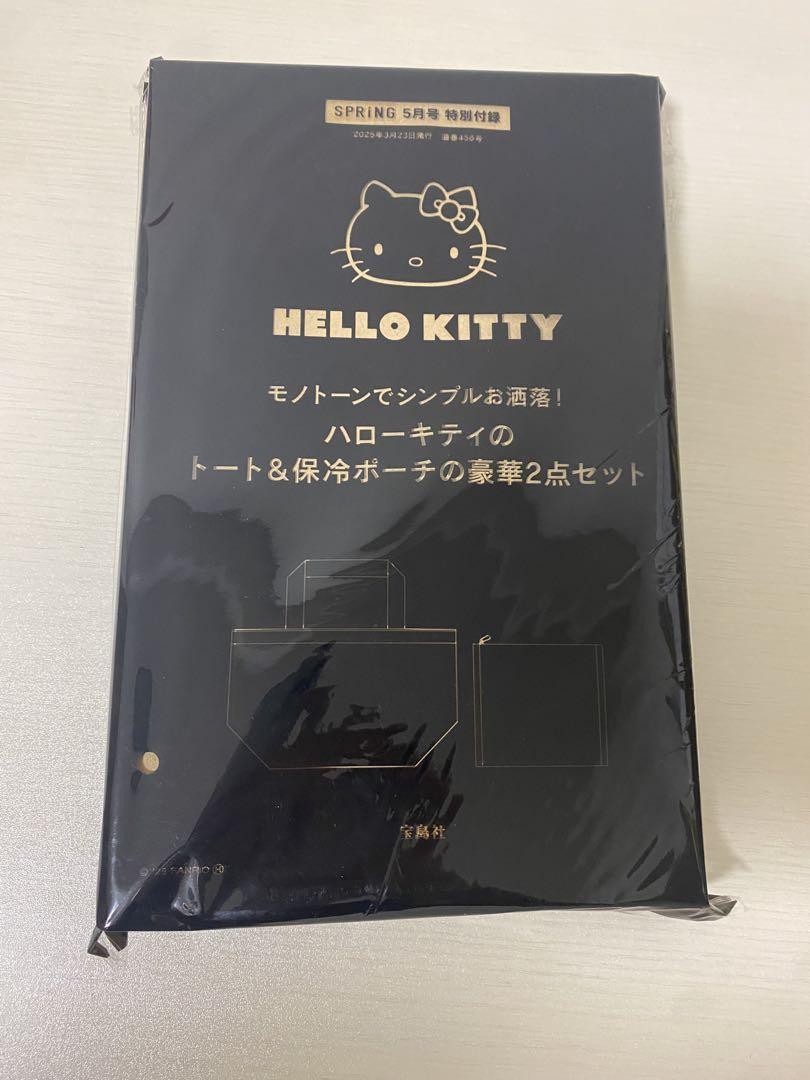 SPRiNG 5月号 特別付録
2025年3月23日発行 通巻456号
HELLO KITTY
モノトーンでシンプルお洒落!
ハローキティの
トート&保冷ポーチの豪華2点セット
宝島社
SANRIO